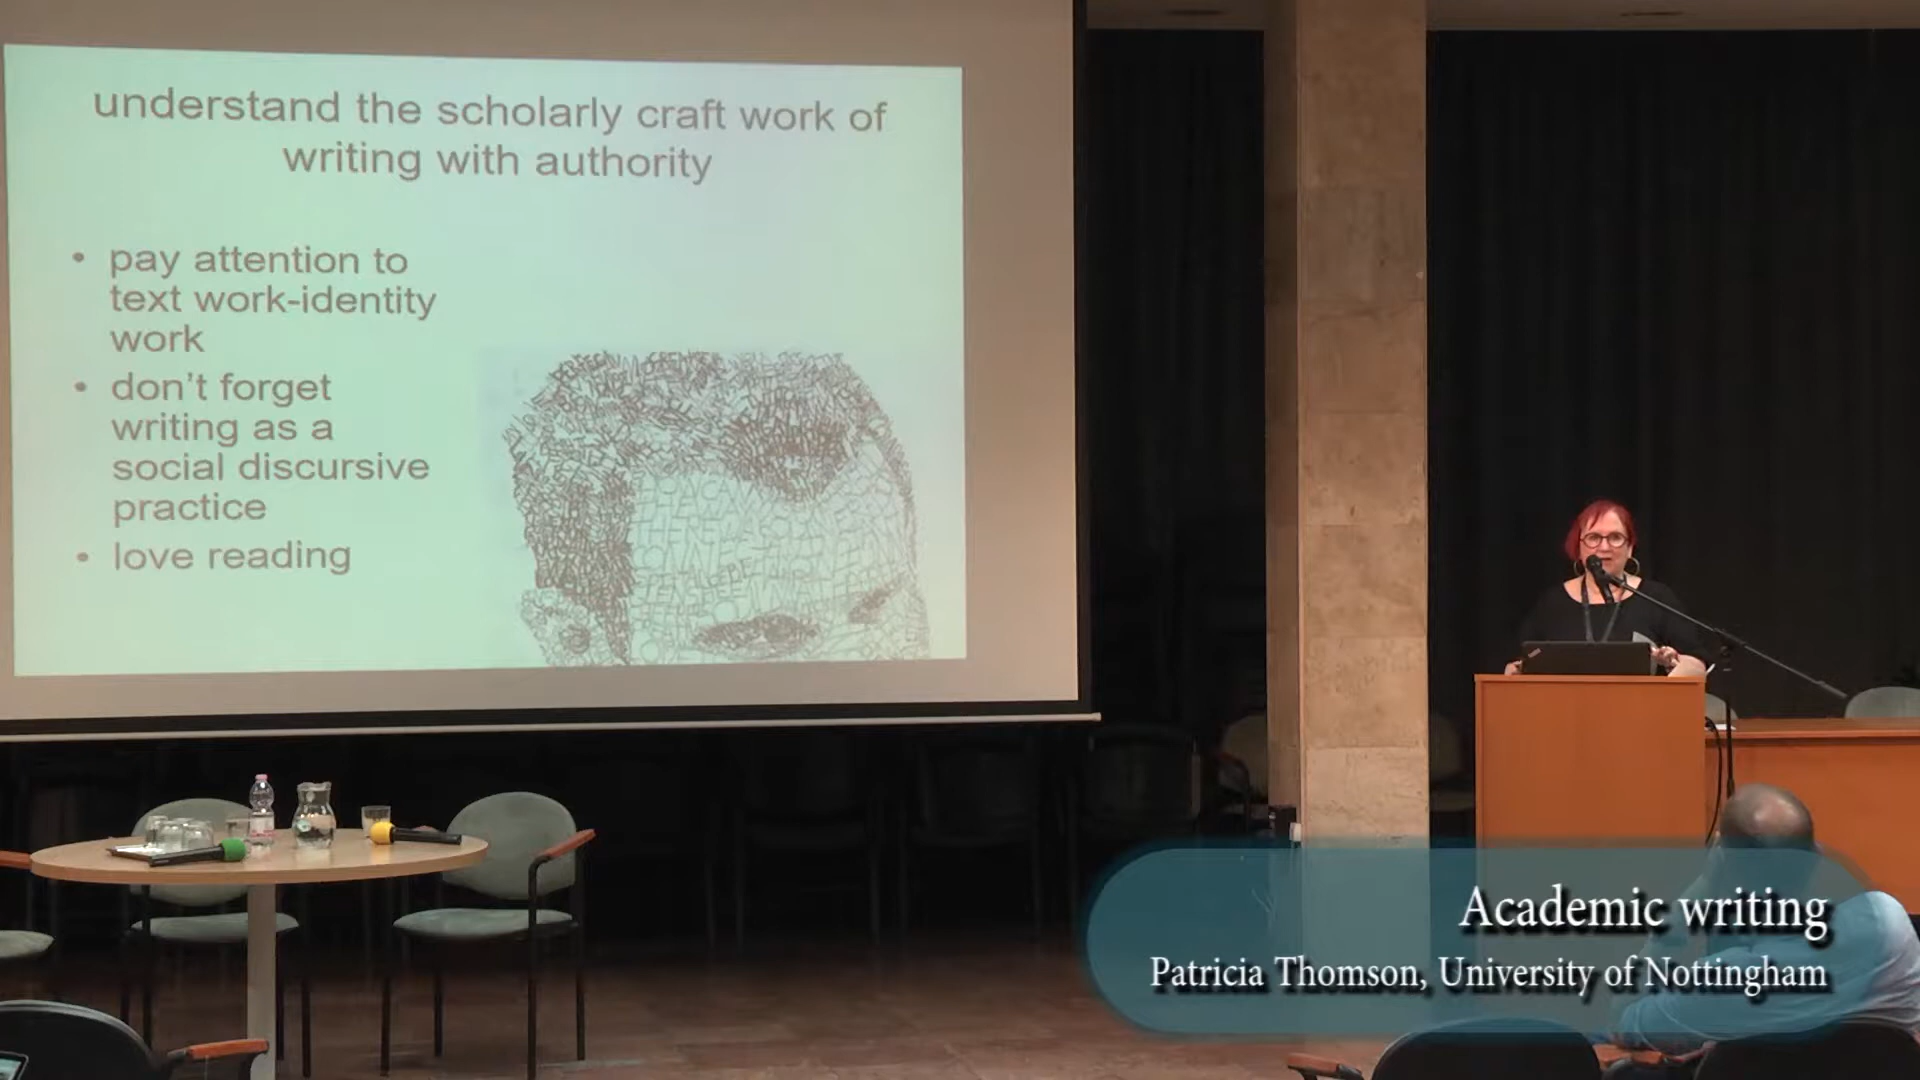 understand the scholarly craft work of
writing with authority
• pay attention to
text work-identity
work
• don't forget
writing as a
social discursive
practice
• love reading
Academic writing
Patricia Thomson, University of Nottingham